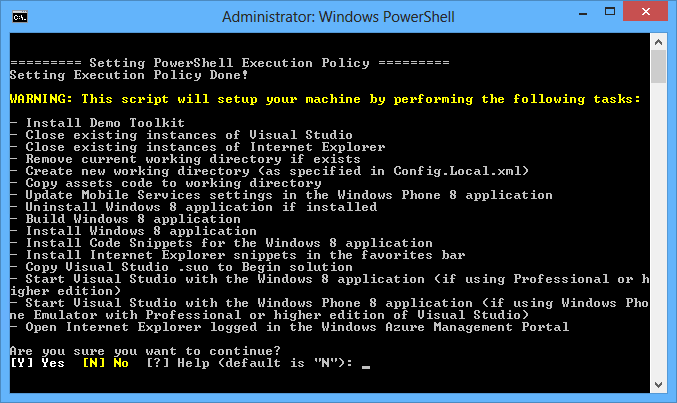 Administrator: Windows PowerShell
========= Setting PowerShell Execution Policy =========
Setting Execution Policy Done!
WARNING: This script will setup your machine by performing the following tasks:
- Install Demo Toolkit
- Close existing instances of Visual Studio
- Close existing instances of Internet Explorer
- Remove current working directory if exists
- Create new working directory (as specified in Config.Local.xml)
- Copy assets code to working directory
- Update Mobile Services settings in the Windows Phone 8 application
- Uninstall Windows 8 application if installed
- Build Windows 8 application
- Install Windows 8 application
- Install Code Snippets for the Windows 8 application
- Install Internet Explorer snippets in the favorites bar
- Copy Visual Studio .suo to Begin solution
- Start Visual Studio with the Windows 8 application (if using Professional or h
igher edition)
- Start Visual Studio with the Windows Phone 8 application (if using Windows Pho
ne Emulator with Professional or higher edition of Visual Studio)
- Open Internet Explorer logged in the Windows Azure Management Portal
Are you sure you want to continue?
[Y] Yes  [N] No  [?] Help (default is "N"): _